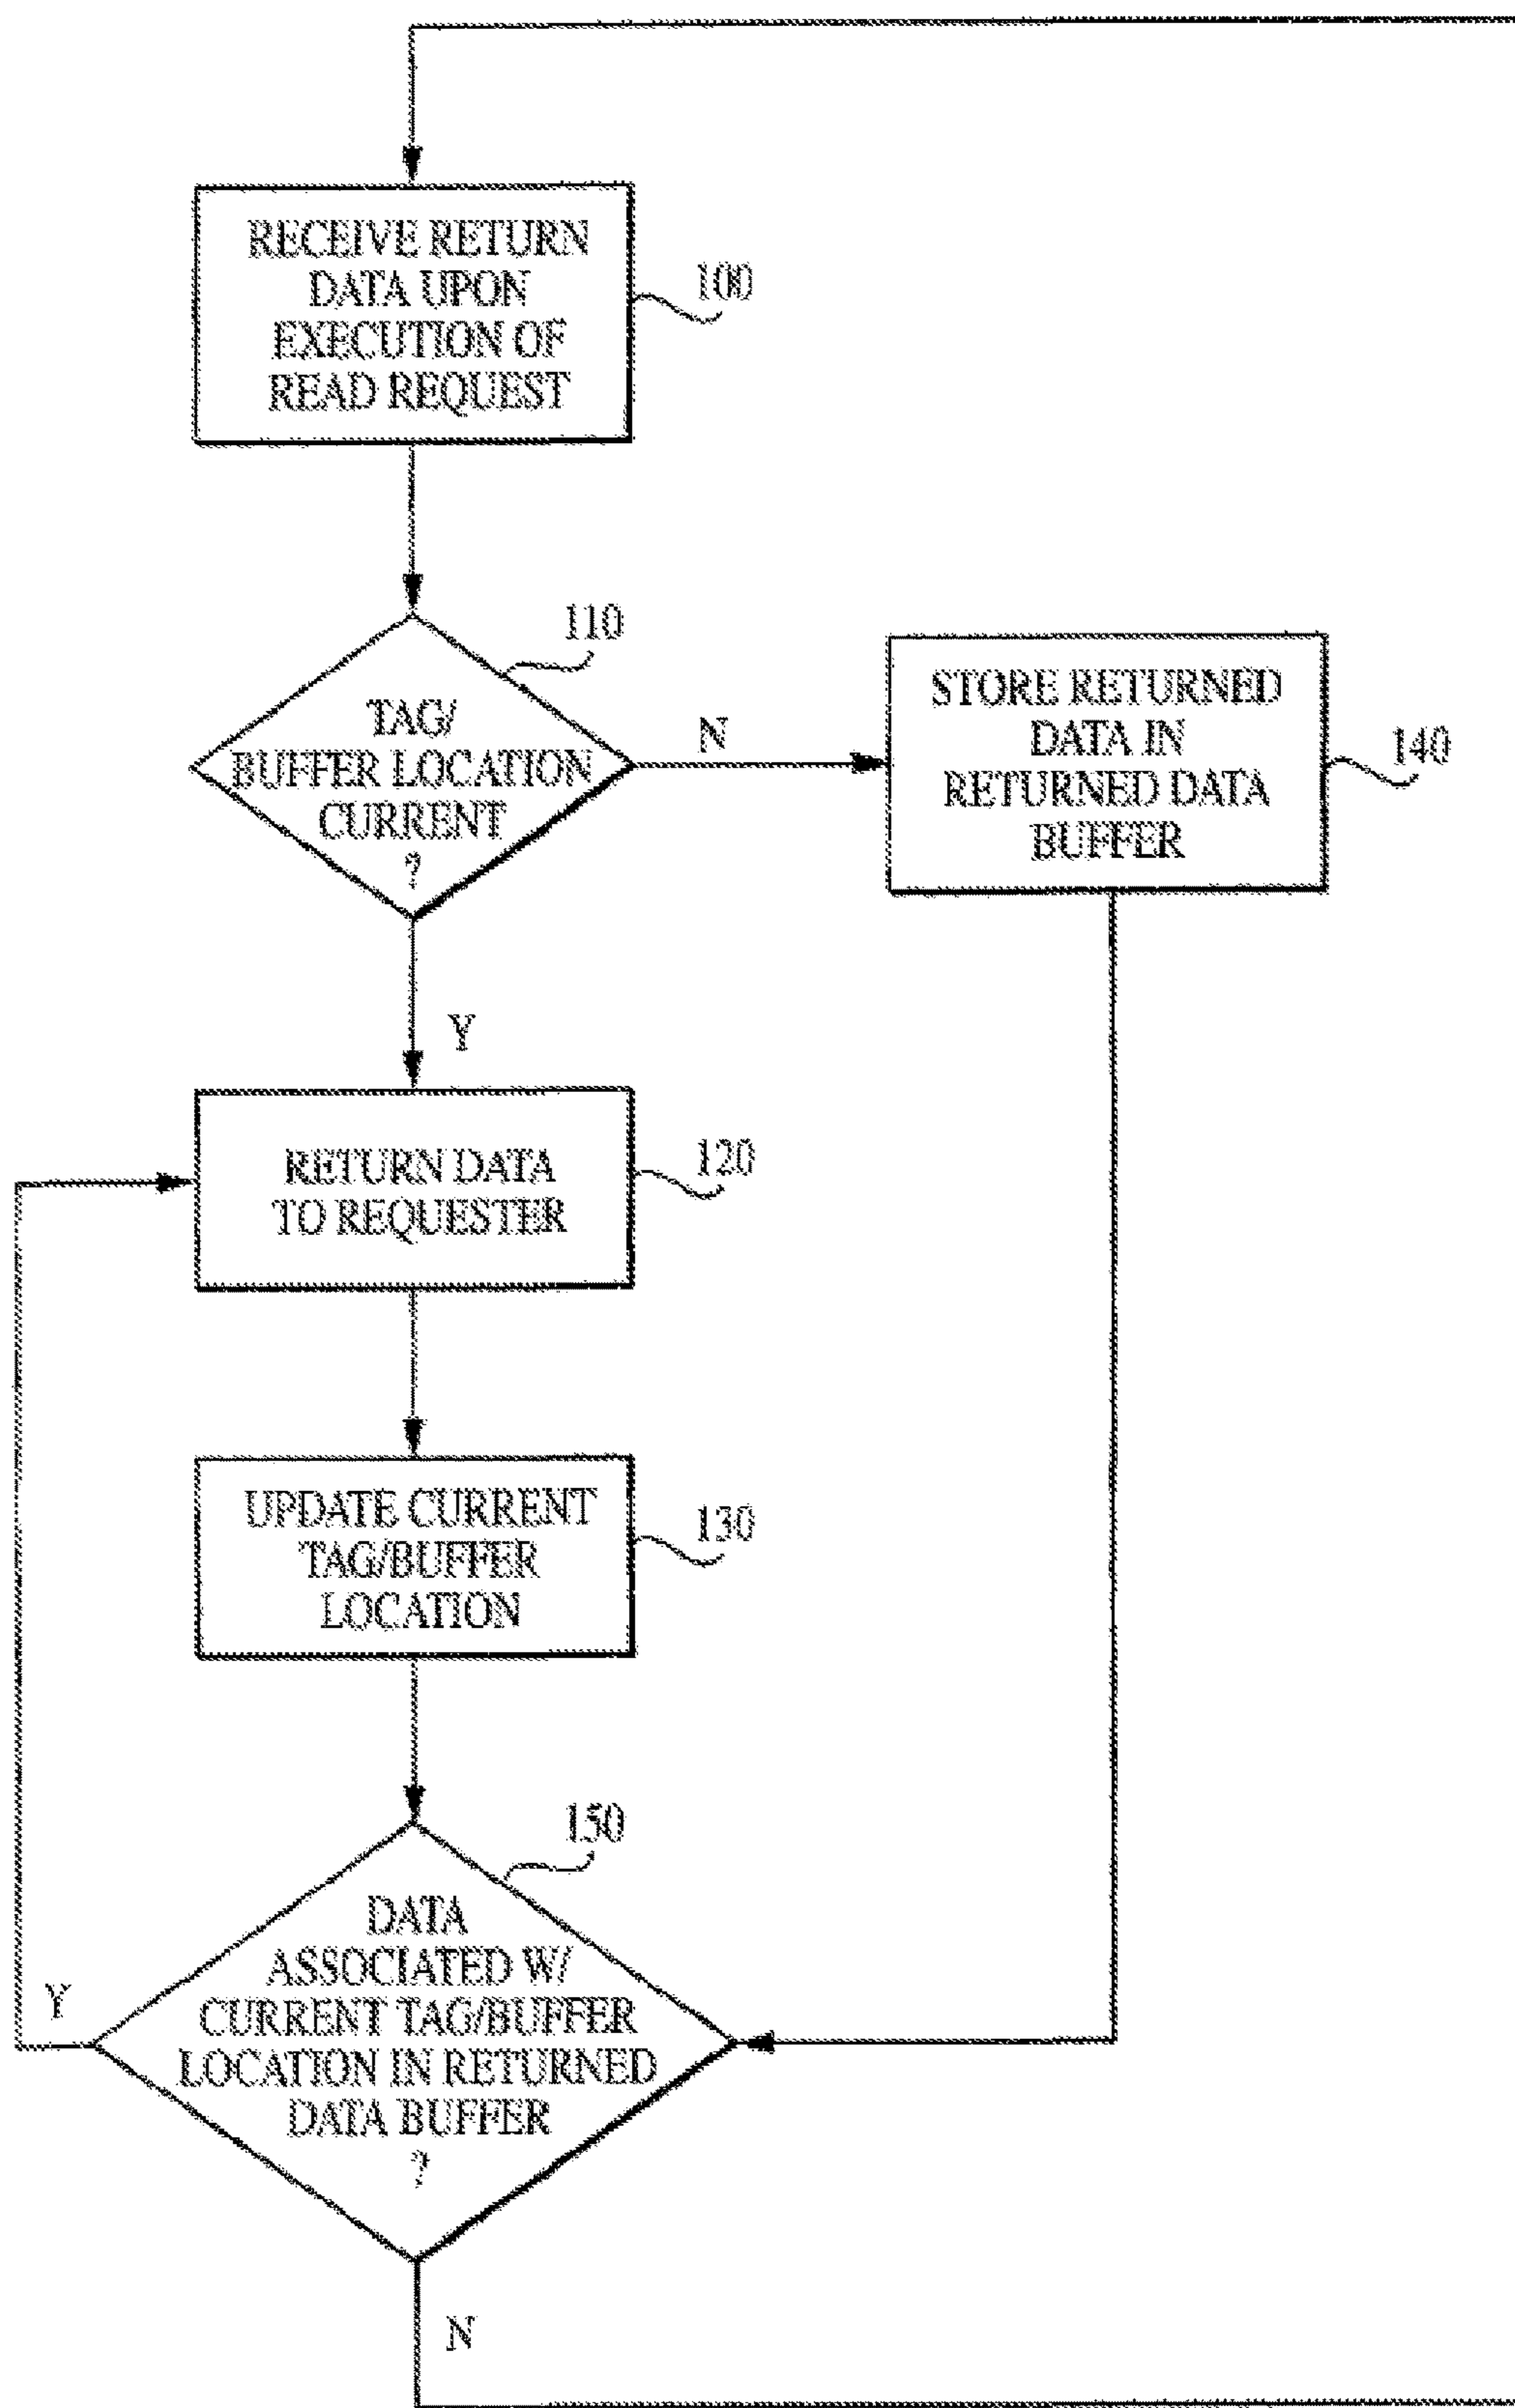 RECEIVE RETURN
DATA UPON
EXECUTION OF
READ REQUEST
100
110
TAG/
BUFFER LOCATION
CURRENT
?
N
STORE RETURNED
DATA IN
RETURNED DATA
BUFFER
140
Y
RETURN DATA
TO REQUESTER
120
UPDATE CURRENT
TAG/BUFFER
LOCATION
130
150
DATA
ASSOCIATED W/
CURRENT TAG/BUFFER
LOCATION IN RETURNED
DATA BUFFER
?
Y
N